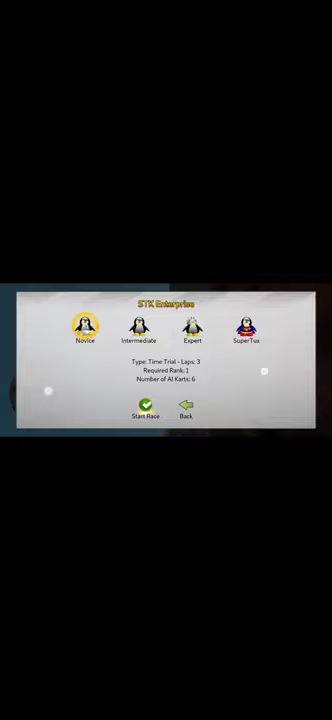 STK Enterprise
Novice Intermediate Expert SuperTux
Type: Time Trial - Laps: 3
Required Rank: 1
Number of AI Karts: 6
Start Race Back